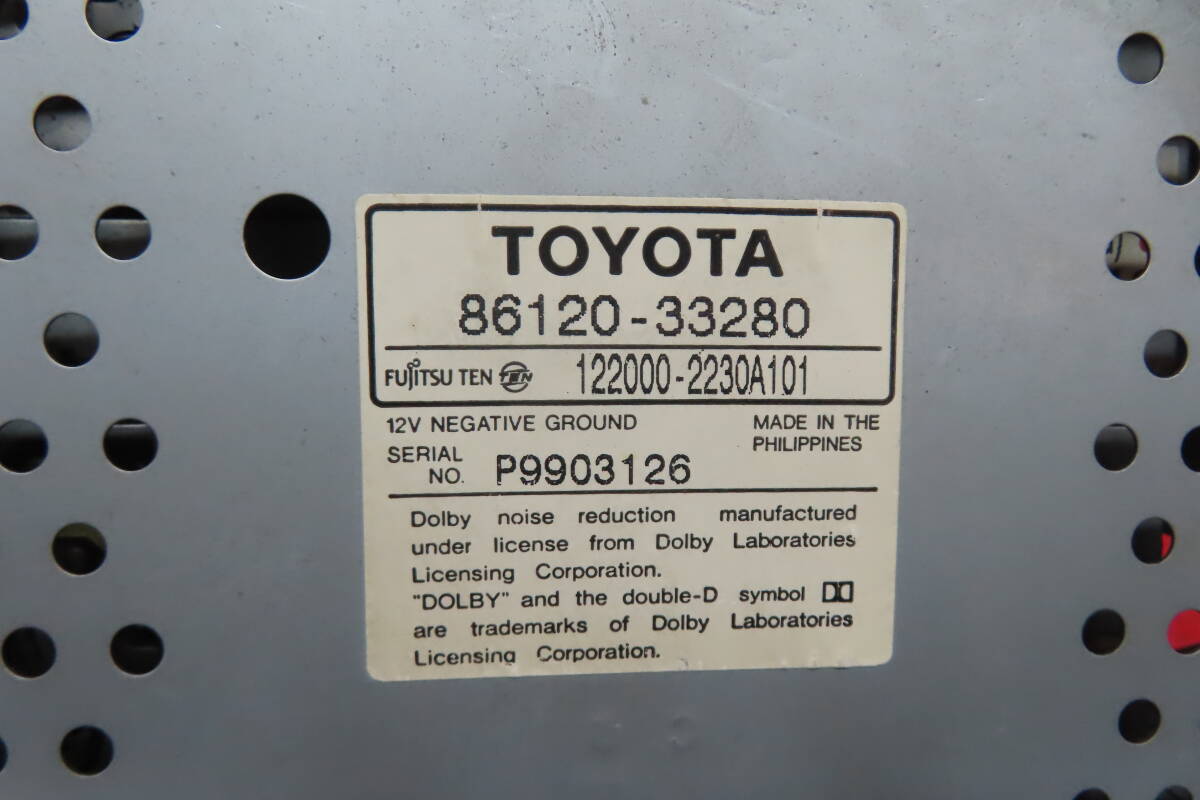 TOYOTA
86120-33280
FUJITSU TEN TEN 122000-2230A101
12V NEGATIVE GROUND MADE IN THE PHILIPPINES
SERIAL NO. P9903126
Dolby noise reduction manufactured
under license from Dolby Laboratories
Licensing Corporation.
"DOLBY" and the double-D symbol
are trademarks of Dolby Laboratories
Licensing Corporation.